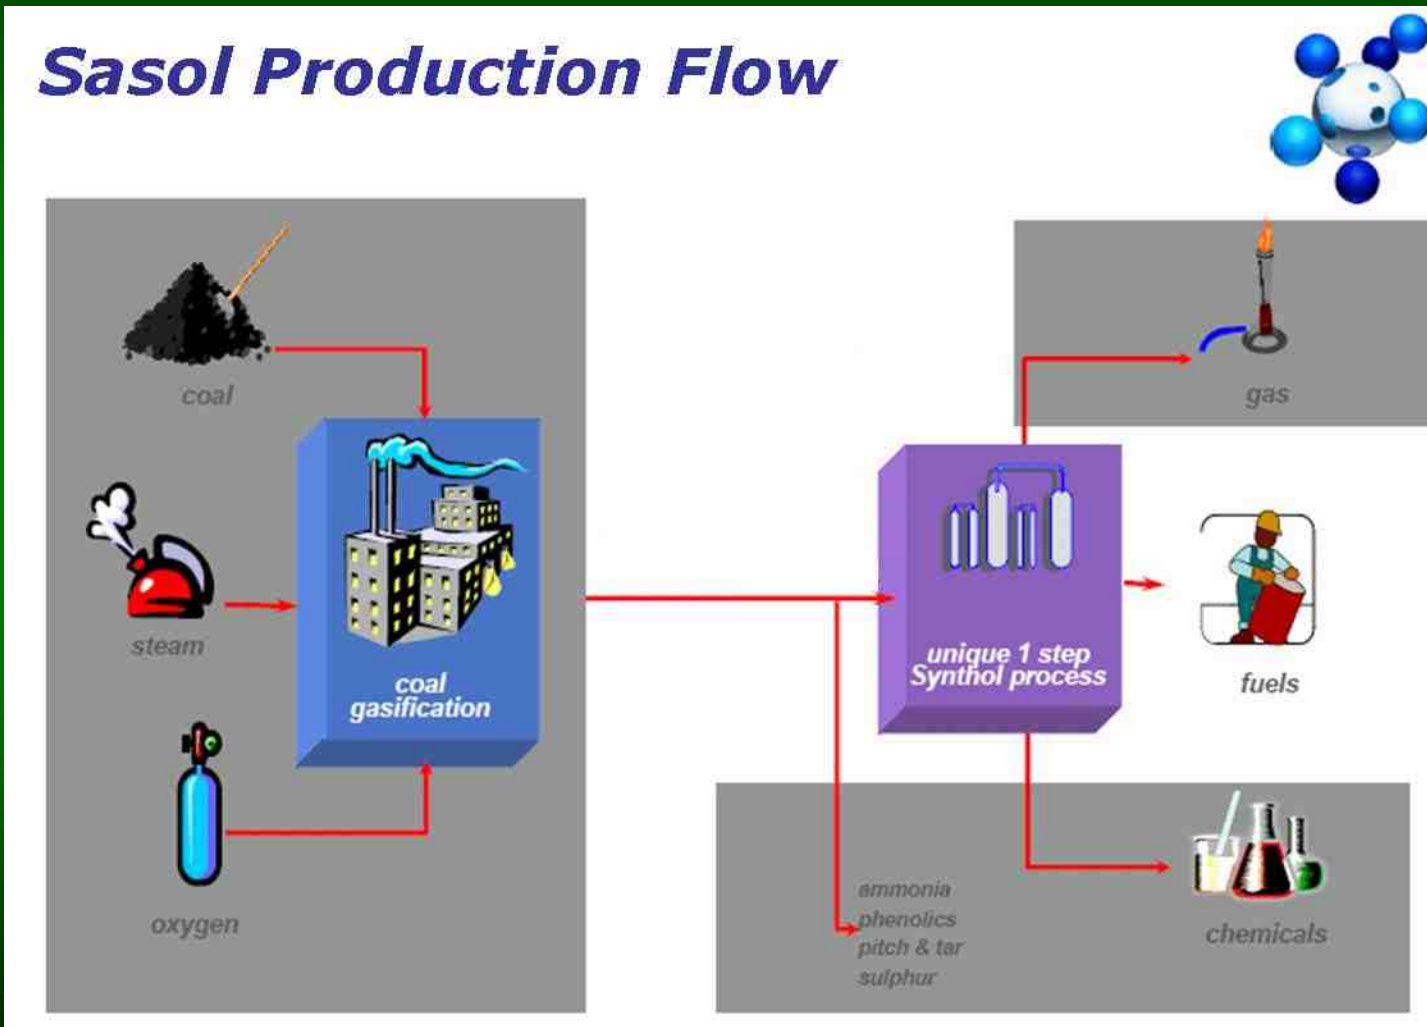 Sasol Production Flow
coal
steam
oxygen
coal
gasification
unique 1 step
Synthol process
gas
fuels
chemicals
ammonia
phenolics
pitch & tar
sulphur